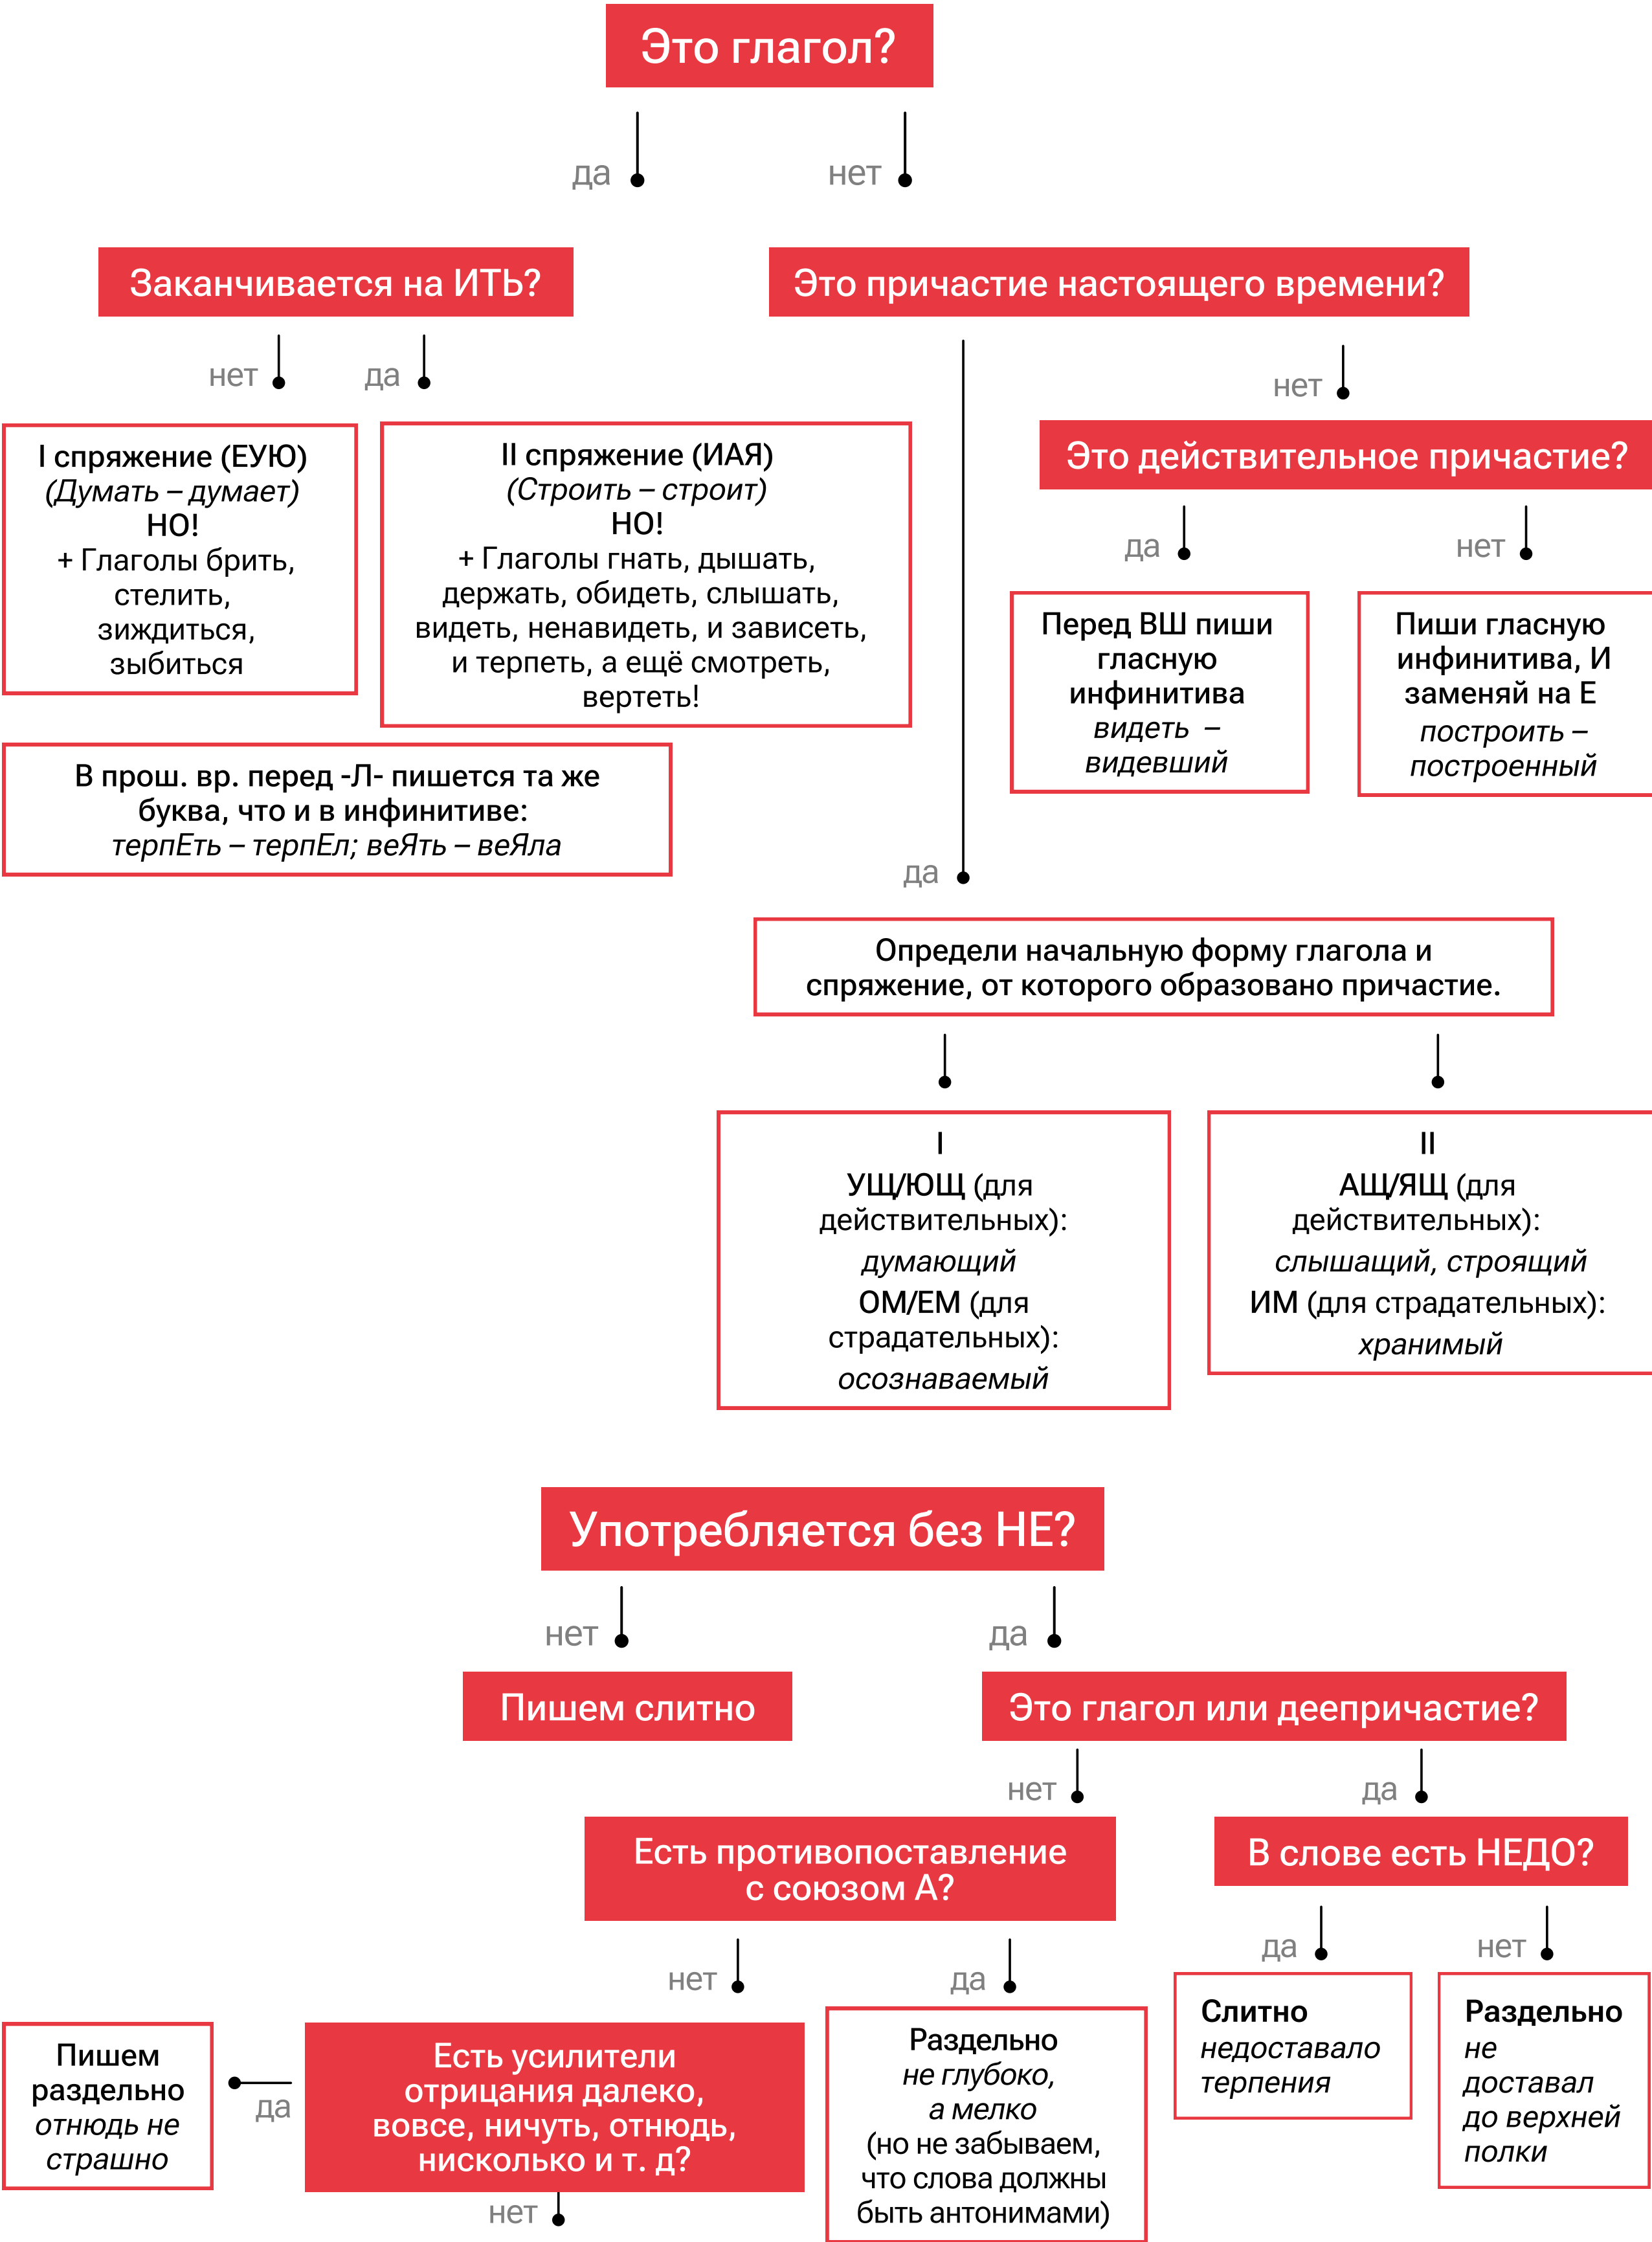 Это глагол?
да
нет
Заканчивается на ИТЬ?
Это причастие настоящего времени?
нет
да
I спряжение (ЕУЮ)
(Думать – думает)
НО!
+ Глаголы брить,
стелить,
зиждиться,
зыбиться
II спряжение (ИАЯ)
(Строить – строит)
НО!
+ Глаголы гнать, дышать,
держать, обидеть, слышать,
видеть, ненавидеть, и зависеть,
и терпеть, а ещё смотреть,
вертеть!
В прош. вр. перед -Л- пишется та же
буква, что и в инфинитиве:
терпЕть – терпЕл; веЯть – веЯла
нет
Это действительное причастие?
да
нет
Перед ВШ пиши
гласную
инфинитива
видеть –
видевший
Пиши гласную
инфинитива, И
заменяй на Е
построить –
построенный
да
Определи начальную форму глагола и
спряжение, от которого образовано причастие.
I
УЩ/ЮЩ (для
действительных):
думающий
ОМ/ЕМ (для
страдательных):
осознаваемый
II
АЩ/ЯЩ (для
действительных):
слышащий, строящий
ИМ (для страдательных):
хранимый
Употребляется без НЕ?
нет
да
Пишем слитно
Это глагол или деепричастие?
нет
да
Есть противопоставление
с союзом А?
В слове есть НЕДО?
нет
да
да
нет
Пишем
раздельно
отнюдь не
страшно
да
Есть усилители
отрицания далеко,
вовсе, ничуть, отнюдь,
нисколько и т. д?
нет
Раздельно
не глубоко,
а мелко
(но не забываем,
что слова должны
быть антонимами)
Слитно
недоставало
терпения
Раздельно
не
доставал
до верхней
полки